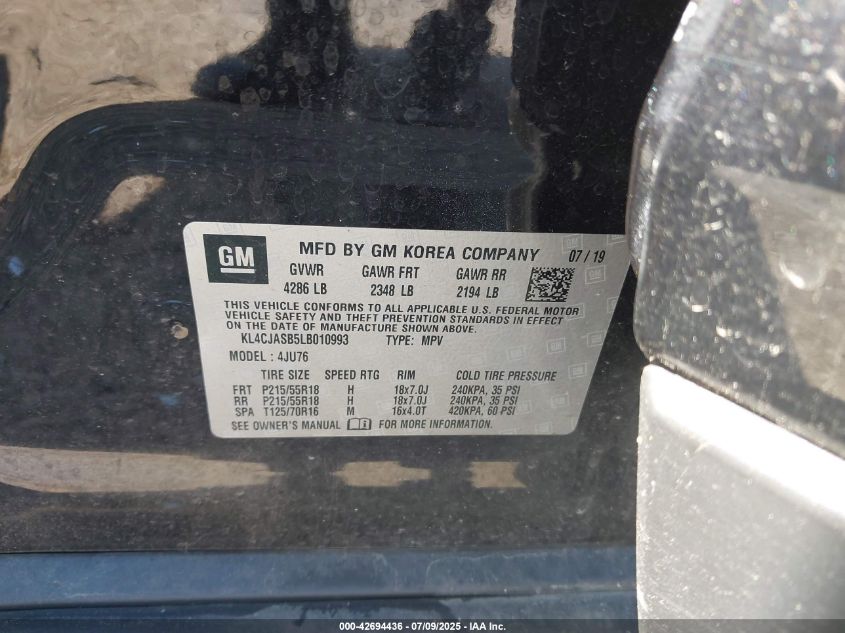 GM
MFD BY GM KOREA COMPANY 07 / 19
GVWR GAWR FRT GAWR RR
4286 LB 2348 LB 2194 LB
THIS VEHICLE CONFORMS TO ALL APPLICABLE U.S. FEDERAL MOTOR
VEHICLE SAFETY AND THEFT PREVENTION STANDARDS IN EFFECT
ON THE DATE OF MANUFACTURE SHOWN ABOVE.
KL4CJASB5LB010993 TYPE: MPV
MODEL: 4JU76
TIRE SIZE SPEED RTG RIM COLD TIRE PRESSURE
FRT P215/55R18 H 18x7.0J 240KPA, 35 PSI
RR P215/55R18 H 18x7.0J 240KPA, 35 PSI
SPA T125/70R16 M 16x4.0T 420KPA, 60 PSI
SEE OWNER'S MANUAL FOR MORE INFORMATION.
000-42694436 - 07/09/2025 - IAA Inc.